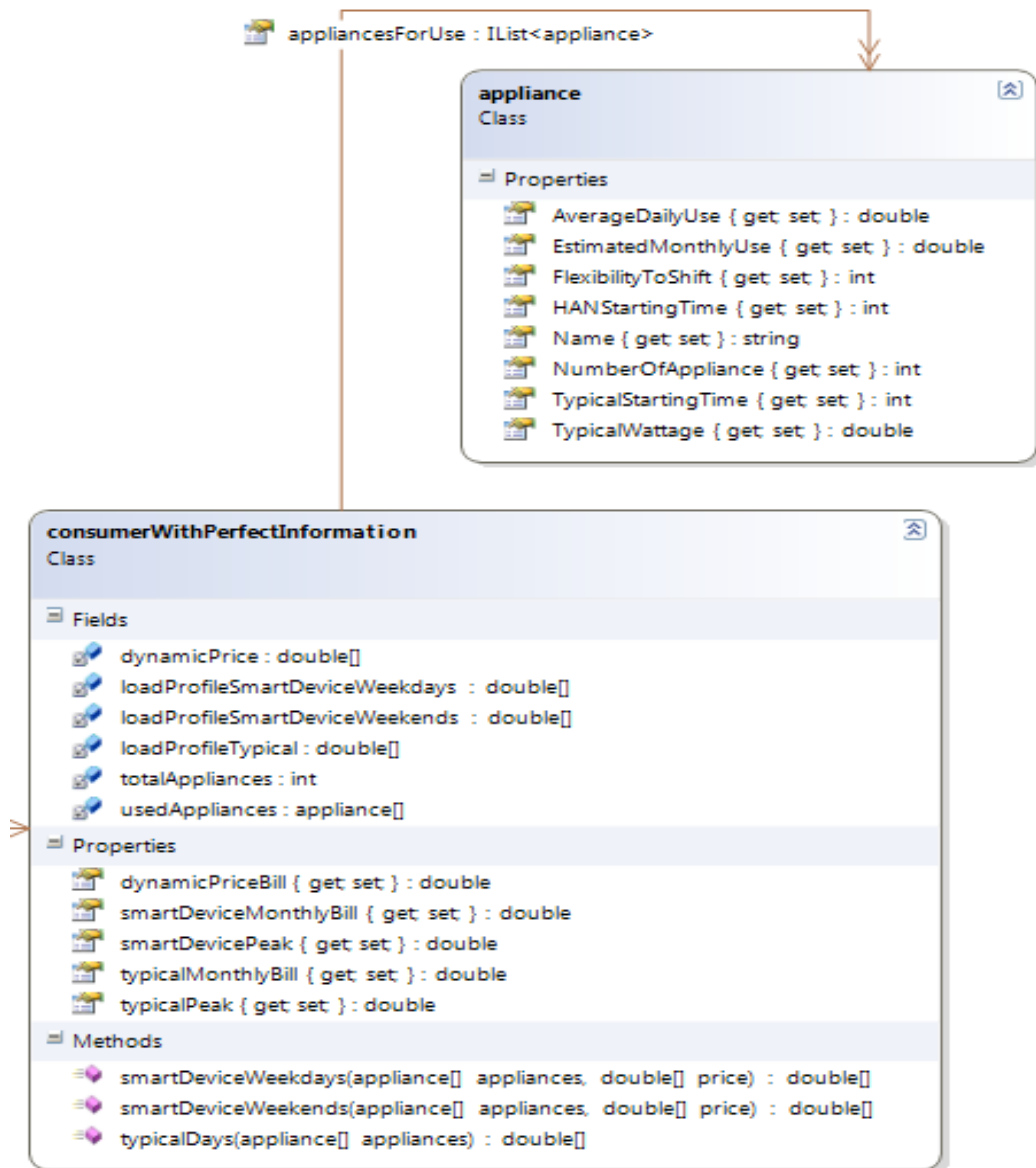 appliancesForUse : IList<appliance>
appliance
Class
Properties
AverageDailyUse { get; set; } : double
EstimatedMonthlyUse { get; set; } : double
FlexibilityToShift { get; set; } : int
HANStartingTime { get; set; } : int
Name { get; set; } : string
NumberOfAppliance { get; set; } : int
TypicalStartingTime { get; set; } : int
TypicalWattage { get; set; } : double
consumerWithPerfectInformation
Class
Fields
dynamicPrice : double[]
loadProfileSmartDeviceWeekdays : double[]
loadProfileSmartDeviceWeekends : double[]
loadProfileTypical : double[]
totalAppliances : int
usedAppliances : appliance[]
Properties
dynamicPriceBill { get; set; } : double
smartDeviceMonthlyBill { get; set; } : double
smartDevicePeak { get; set; } : double
typicalMonthlyBill { get; set; } : double
typicalPeak { get; set; } : double
Methods
smartDeviceWeekdays(appliance[] appliances, double[] price) : double[]
smartDeviceWeekends(appliance[] appliances, double[] price) : double[]
typicalDays(appliance[] appliances) : double[]